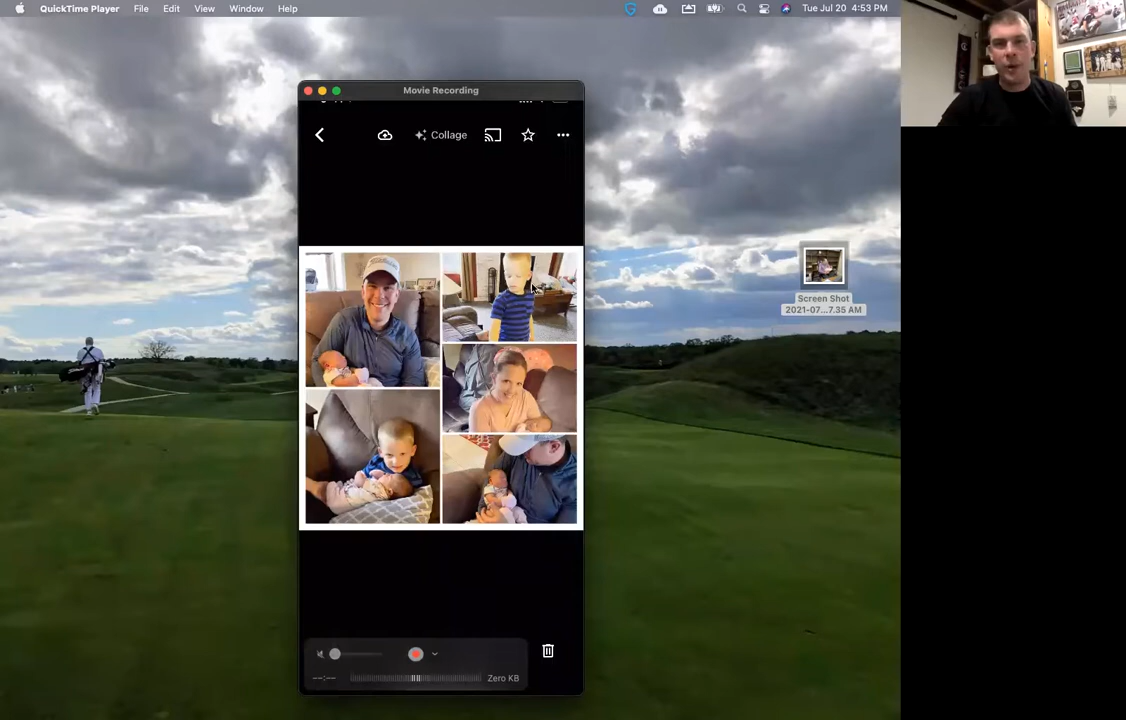 QuickTime Player File Edit View Window Help Tue Jul 20 4:53 PM
Movie Recording
Collage
Screen Shot
2021-07...7.35 AM
--:--
Zero KB